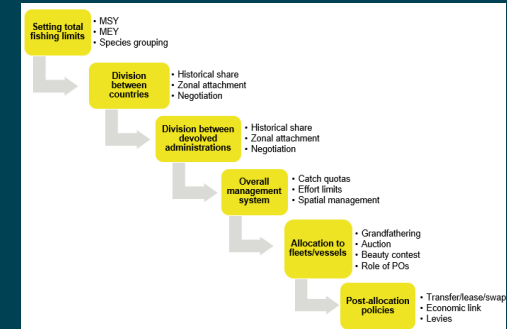 Setting total
fishing limits
• MSY
• MEY
• Species grouping
Division
between
countries
• Historical share
• Zonal attachment
• Negotiation
Division between
devolved
administrations
• Historical share
• Zonal attachment
• Negotiation
Overall
management
system
• Catch quotas
• Effort limits
• Spatial management
Allocation to
fleets/vessels
• Grandfathering
• Auction
• Beauty contest
• Role of POs
Post-allocation
policies
• Transfer/lease/swap
• Economic link
• Levies